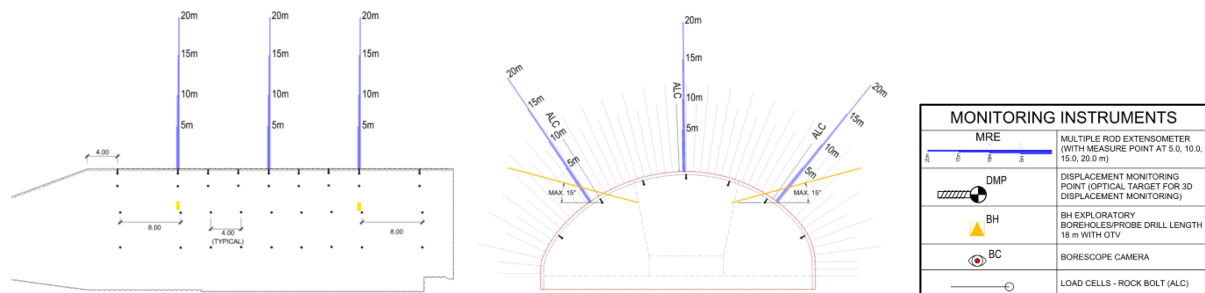 20m
15m
10m
5m
20m
15m
10m
5m
20m
15m
10m
5m
4.00
8.00
4.00
(TYPICAL)
8.00
20m
15m
ALC
10m
5m
MAX. 15°
20m
15m
ALC
10m
5m
20m
15m
ALC
10m
5m
MAX. 15°
MONITORING INSTRUMENTS
MRE
20m
15m
10m
5m
MULTIPLE ROD EXTENSOMETER
(WITH MEASURE POINT AT 5.0, 10.0,
15.0, 20.0 m)
DMP
DISPLACEMENT MONITORING
POINT (OPTICAL TARGET FOR 3D
DISPLACEMENT MONITORING)
BH
BH EXPLORATORY
BOREHOLES/PROBE DRILL LENGTH
18 m WITH OTV
BC
BORESCOPE CAMERA
LOAD CELLS - ROCK BOLT (ALC)